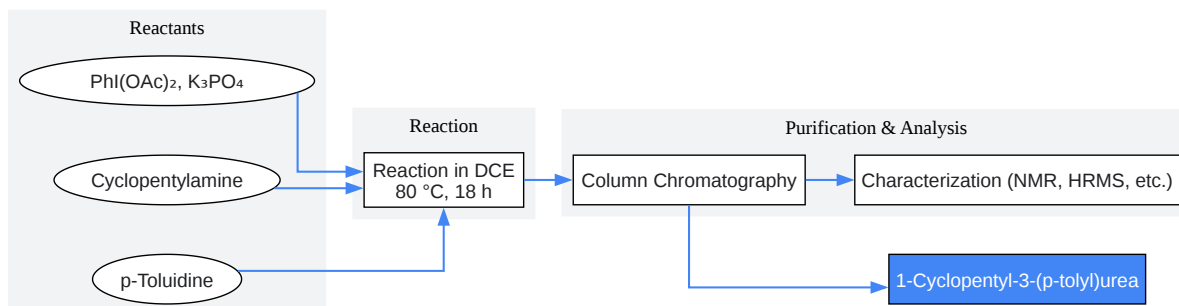 Reactants
PhI(OAc)₂, K₃PO₄
Cyclopentylamine
p-Toluidine
Reaction
Reaction in DCE
80 °C, 18 h
Purification & Analysis
Column Chromatography
Characterization (NMR, HRMS, etc.)
1-Cyclopentyl-3-(p-tolyl)urea